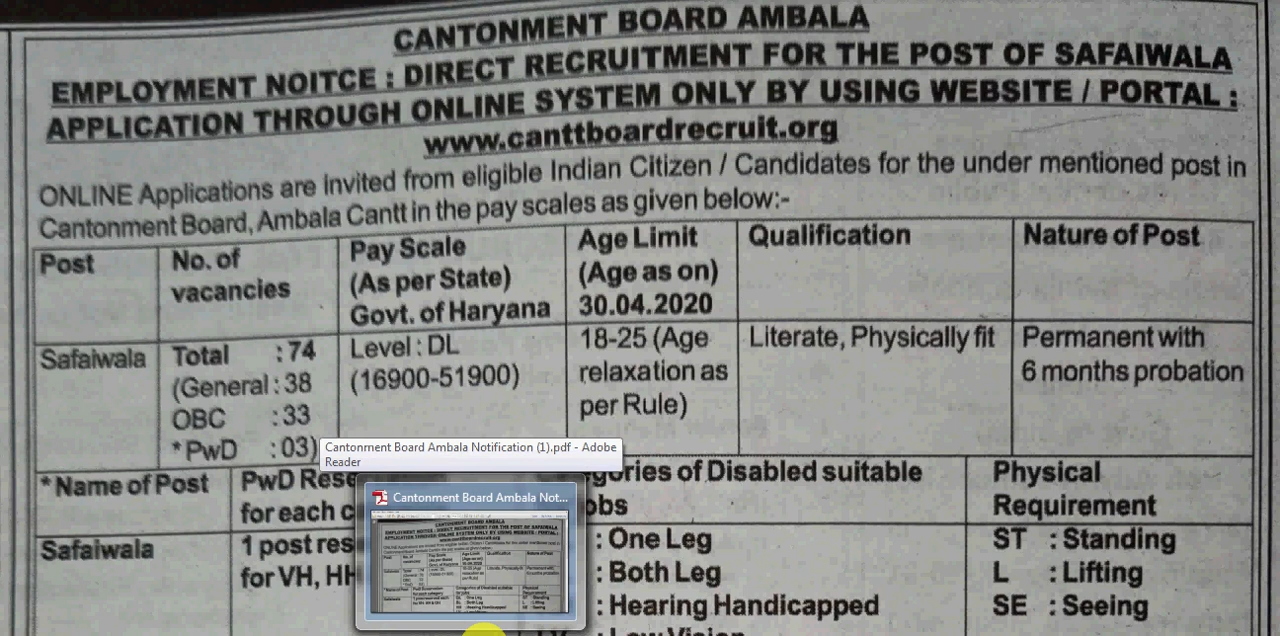 CANTONMENT BOARD AMBALA
EMPLOYMENT NOITCE : DIRECT RECRUITMENT FOR THE POST OF SAFAIWALA
APPLICATION THROUGH ONLINE SYSTEM ONLY BY USING WEBSITE / PORTAL :
www.canttboardrecruit.org
ONLINE Applications are invited from eligible Indian Citizen / Candidates for the under mentioned post in
Cantonment Board, Ambala Cantt in the pay scales as given below:-
Post
No. of
vacancies
Pay Scale
(As per State)
Govt. of Haryana
Age Limit
(Age as on)
30.04.2020
Qualification
Nature of Post
Safaiwala
Total : 74
(General : 38
OBC : 33
*PwD : 03)
Level : DL
(16900-51900)
18-25 (Age
relaxation as
per Rule)
Literate, Physically fit
Permanent with
6 months probation
Cantonment Board Ambala Notification (1).pdf - Adobe
Reader
Cantonment Board Ambala Not...
* Name of Post
PwD Rese
for each c
gories of Disabled suitable
obs
Physical
Requirement
Safaiwala
1 post res
for VH, HH
: One Leg
: Both Leg
: Hearing Handicapped
: Low Vision
ST : Standing
L : Lifting
SE : Seeing